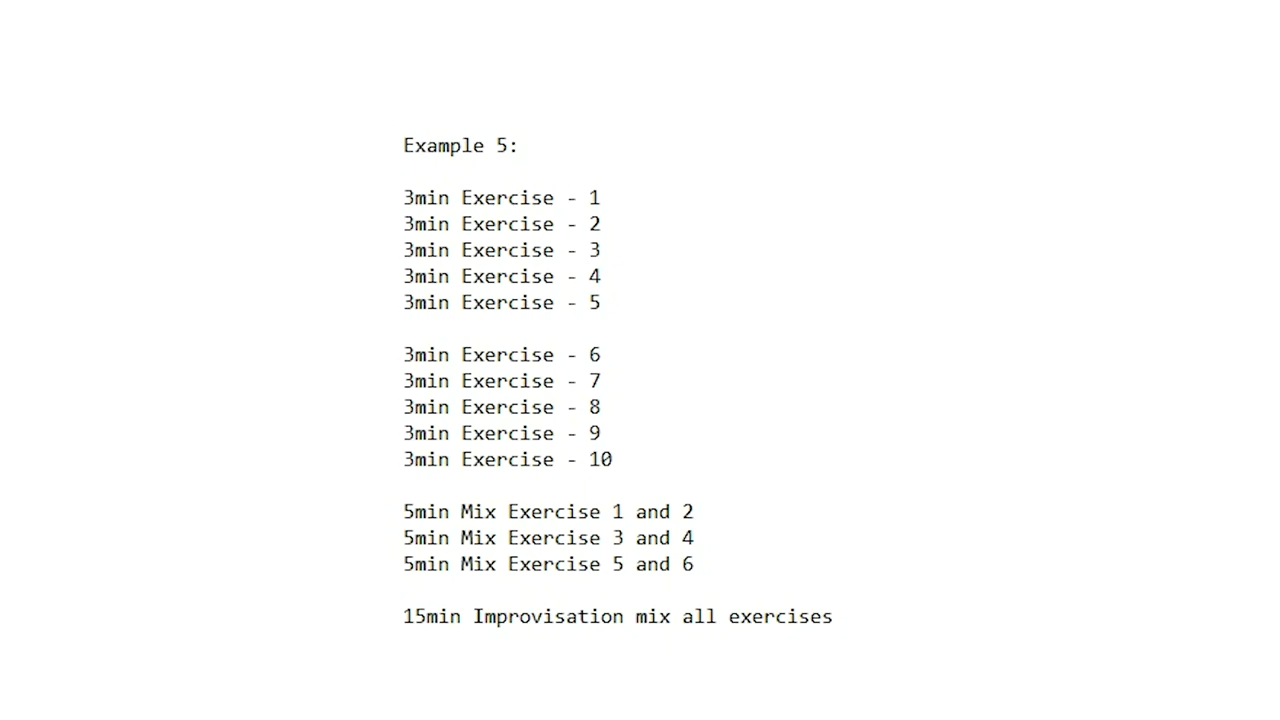 Example 5:
3min Exercise - 1
3min Exercise - 2
3min Exercise - 3
3min Exercise - 4
3min Exercise - 5
3min Exercise - 6
3min Exercise - 7
3min Exercise - 8
3min Exercise - 9
3min Exercise - 10
5min Mix Exercise 1 and 2
5min Mix Exercise 3 and 4
5min Mix Exercise 5 and 6
15min Improvisation mix all exercises